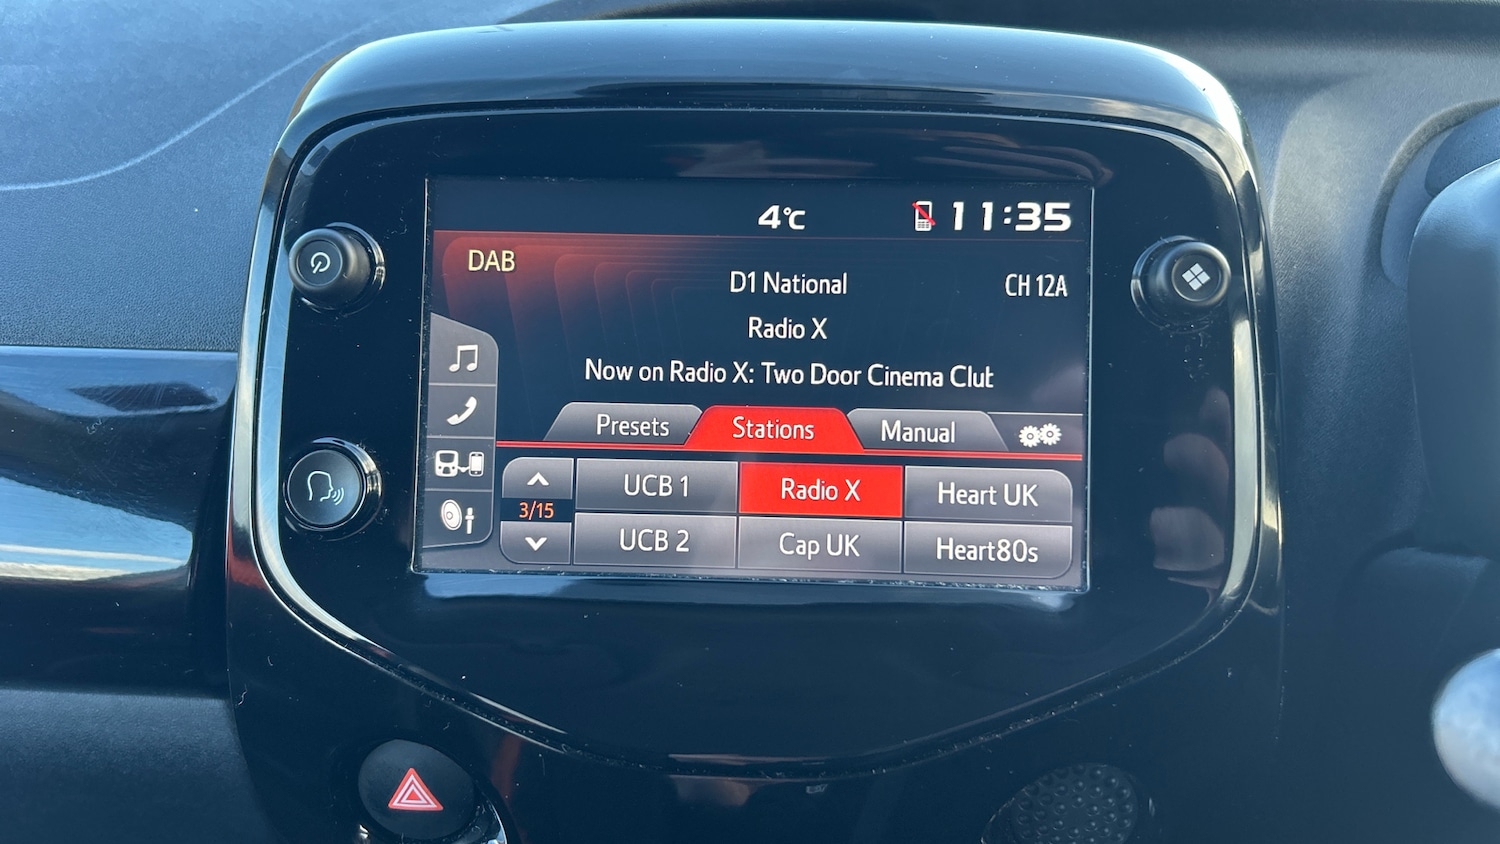 4°C 11:35
DAB
D1 National CH 12A
Radio X
Now on Radio X: Two Door Cinema Clut
Presets Stations Manual
3/15
UCB 1 Radio X Heart UK
UCB 2 Cap UK Heart80s